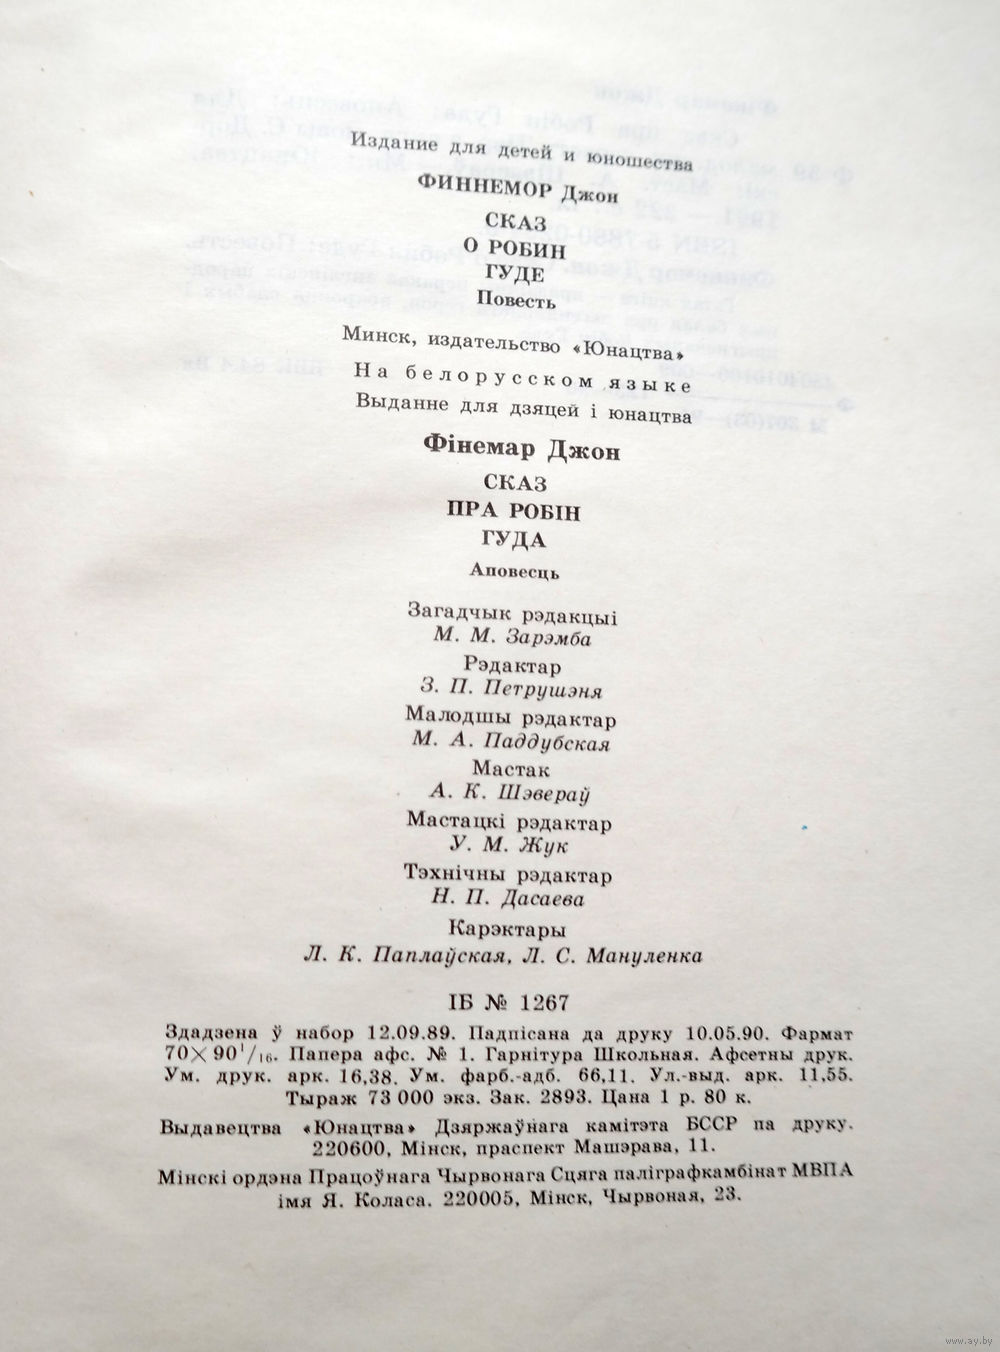 Издание для детей и юношества
ФИННЕМОР Джон
СКАЗ
О РОБИН
ГУДЕ
Повесть
Минск, издательство «Юнацтва»
На белорусском языке
Выданне для дзяцей і юнацтва
Фінемар Джон
СКАЗ
ПРА РОБІН
ГУДА
Аповесць
Загадчык рэдакцыі
М. М. Зарэмба
Рэдактар
З. П. Петрушэня
Малодшы рэдактар
М. А. Паддубская
Мастак
А. К. Шэвераў
Мастацкі рэдактар
У. М. Жук
Тэхнічны рэдактар
Н. П. Дасаева
Карэктары
Л. К. Паплаўская, Л. С. Мануленка
ІБ № 1267
Здадзена ў набор 12.09.89. Падпісана да друку 10.05.90. Фармат
70×90 1/16. Папера афс. № 1. Гарнітура Школьная. Афсетны друк.
Ум. друк. арк. 16,38. Ум. фарб.-адб. 66,11. Ул.-выд. арк. 11,55.
Тыраж 73 000 экз. Зак. 2893. Цана 1 р. 80 к.
Выдавецтва «Юнацтва» Дзяржаўнага камітэта БССР па друку.
220600, Мінск, праспект Машэрава, 11.
Мінскі ордэна Працоўнага Чырвонага Сцяга паліграфкамбінат МВПА
імя Я. Коласа. 220005, Мінск, Чырвоная, 23.
www.ay.by